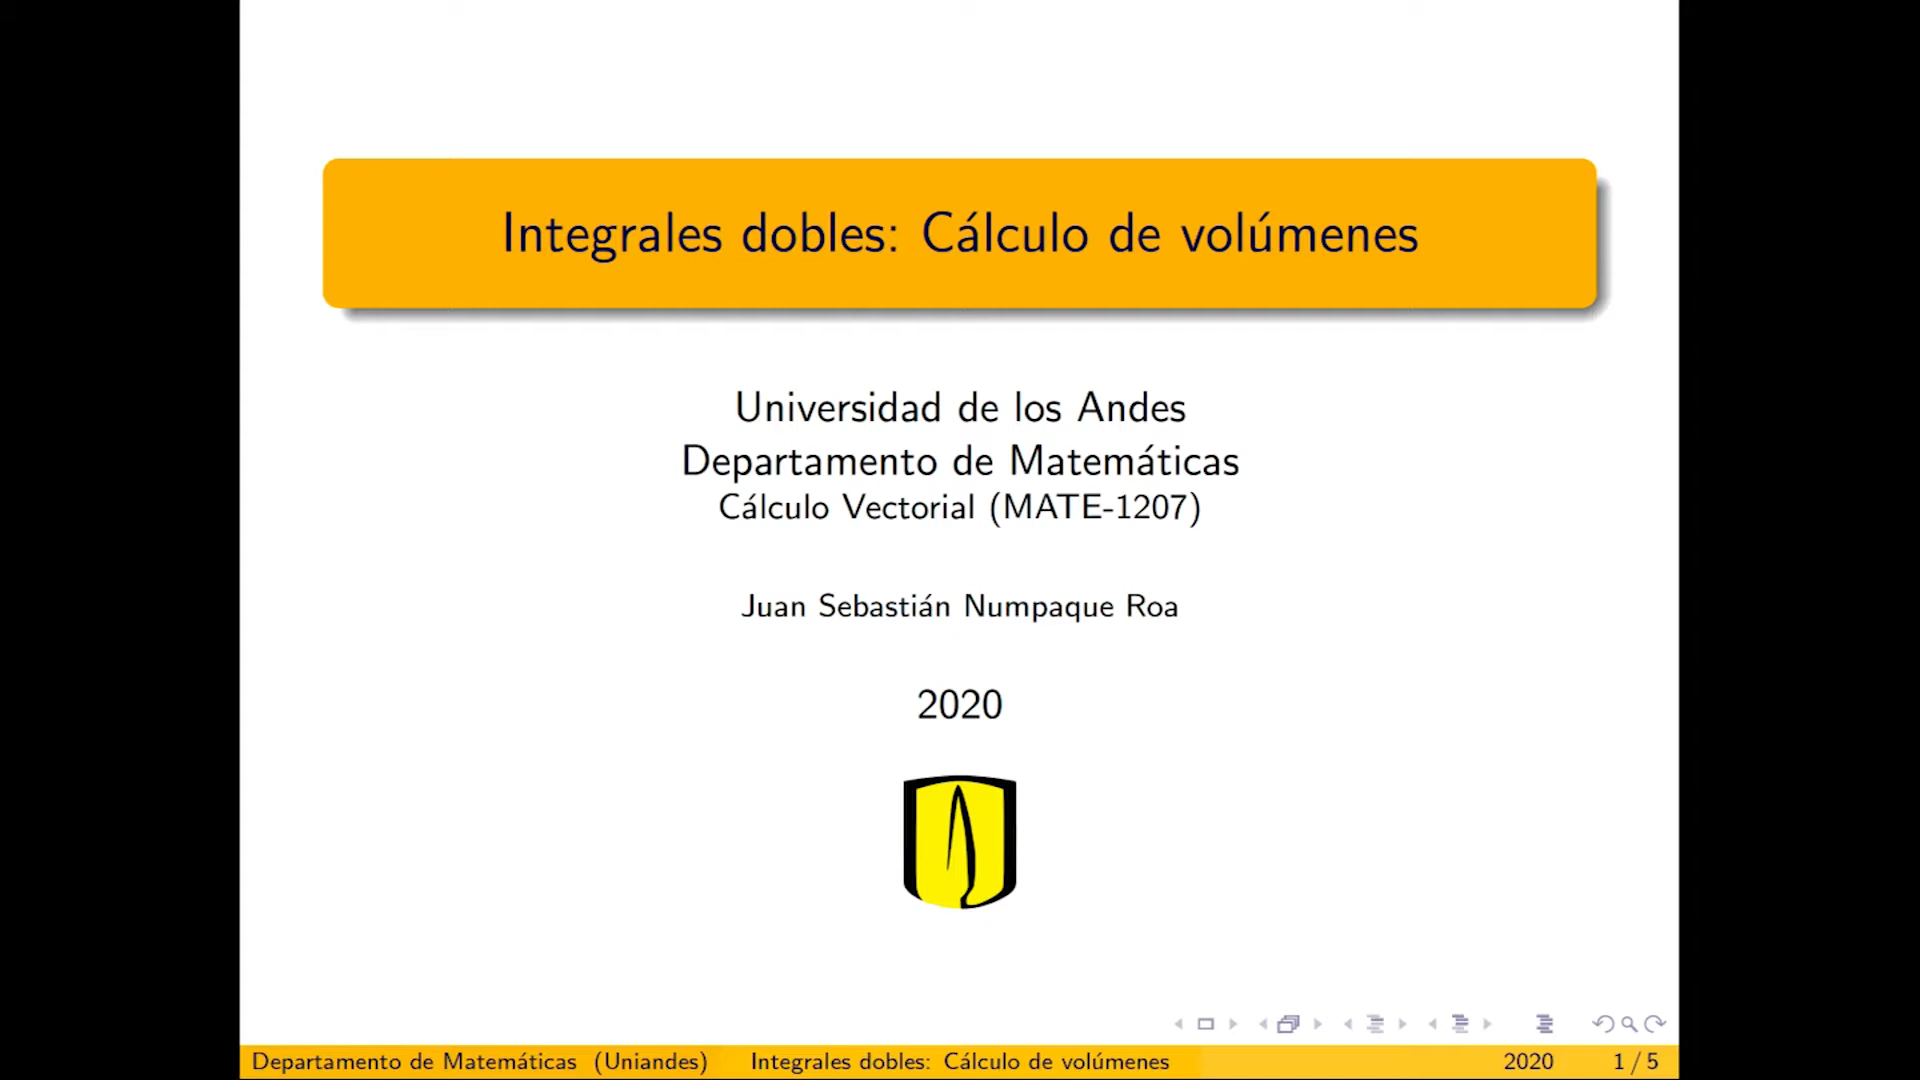 Integrales dobles: Cálculo de volúmenes
Universidad de los Andes
Departamento de Matemáticas
Cálculo Vectorial (MATE-1207)
Juan Sebastián Numpaque Roa
2020
Departamento de Matemáticas (Uniandes) Integrales dobles: Cálculo de volúmenes 2020 1 / 5